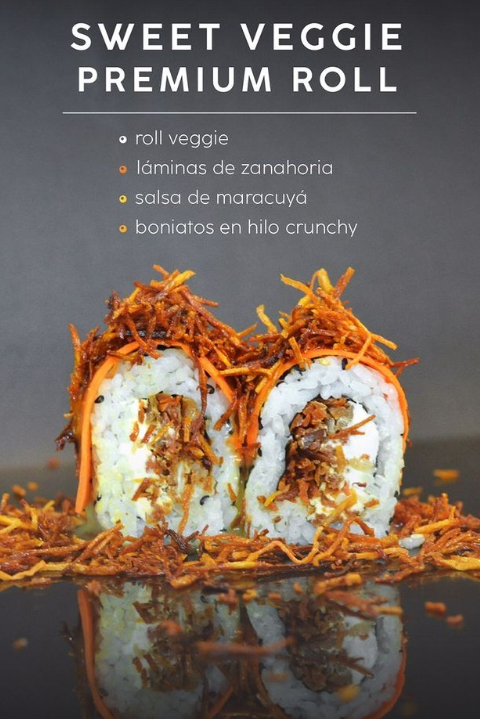 SWEET VEGGIE
PREMIUM ROLL
roll veggie
láminas de zanahoria
salsa de maracuyá
boniatos en hilo crunchy